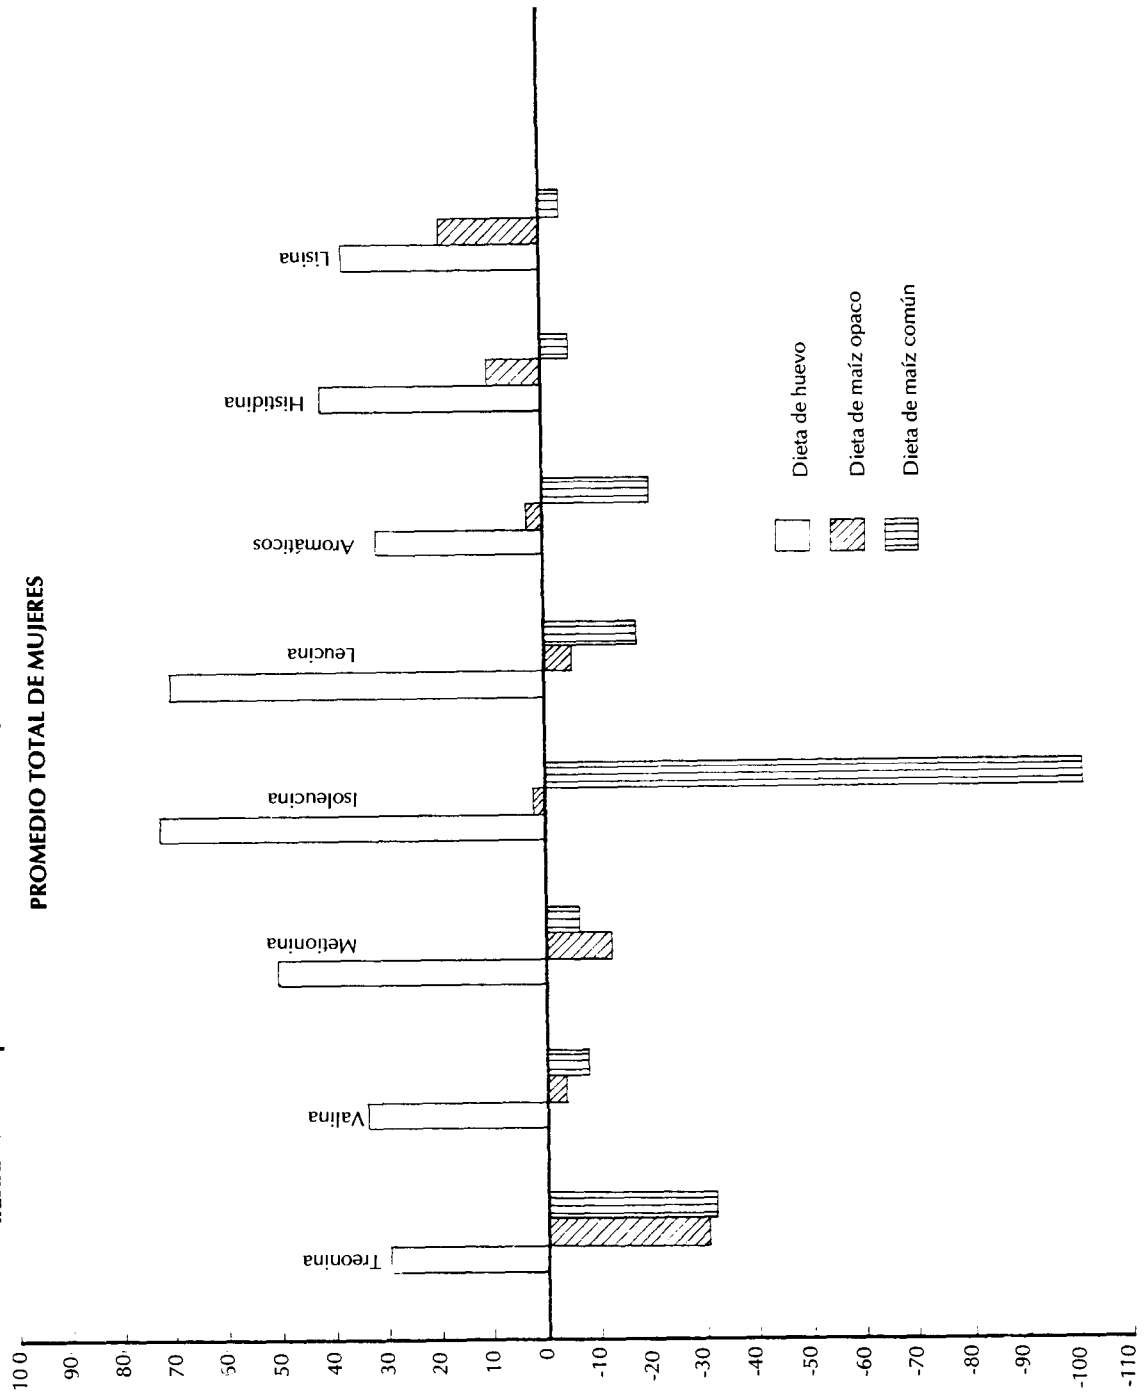 PROMEDIO TOTAL DE MUJERES
100
90
80
70
60
50
40
30
20
10
0
-10
-20
-30
-40
-50
-60
-70
-80
-90
-100
-110
Treonina
Valina
Metionina
Isoleucina
Leucina
Aromáticos
Histidina
Lisina
Dieta de huevo
Dieta de maíz opaco
Dieta de maíz común